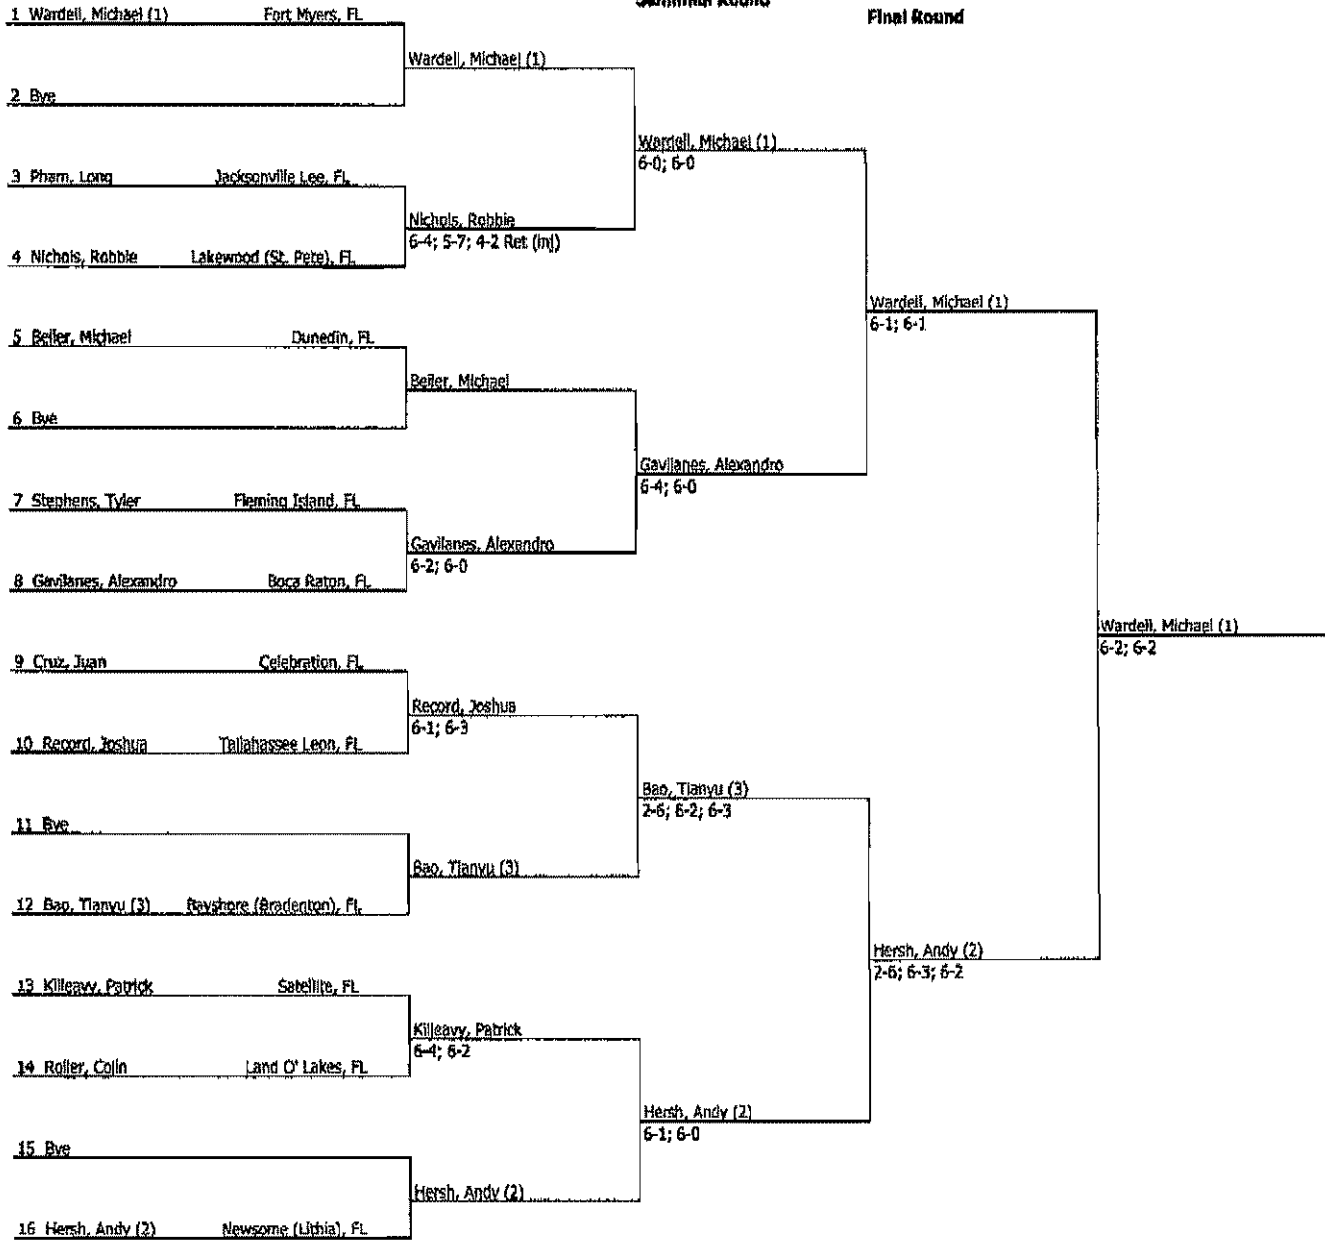 Semifinal Round
Final Round
1 Wardell, Michael (1) Fort Myers, FL
Wardell, Michael (1)
2 Bye
Wardell, Michael (1)
6-0; 6-0
3 Pham, Long Jacksonville Lee, FL
Nichols, Robbie
6-4; 5-7; 4-2 Ret (inj)
4 Nichols, Robbie Lakewood (St. Pete), FL
Wardell, Michael (1)
6-1; 6-1
5 Beiler, Michael Dunedin, FL
Beiler, Michael
6 Bye
Gavilanes, Alexandro
6-4; 6-0
7 Stephens, Tyler Fleming Island, FL
Gavilanes, Alexandro
6-2; 6-0
8 Gavilanes, Alexandro Boca Raton, FL
Wardell, Michael (1)
6-2; 6-2
9 Cruz, Juan Celebration, FL
Record, Joshua
6-1; 6-3
10 Record, Joshua Tallahassee Leon, FL
Bao, Tianyu (3)
2-6; 6-2; 6-3
11 Bye
Bao, Tianyu (3)
12 Bao, Tianyu (3) Bayshore (Bradenton), FL
Hersh, Andy (2)
2-6; 6-3; 6-2
13 Killeavy, Patrick Satellite, FL
Killeavy, Patrick
6-4; 6-2
14 Roller, Colin Land O' Lakes, FL
Hersh, Andy (2)
6-1; 6-0
15 Bye
Hersh, Andy (2)
16 Hersh, Andy (2) Newsome (Lithia), FL